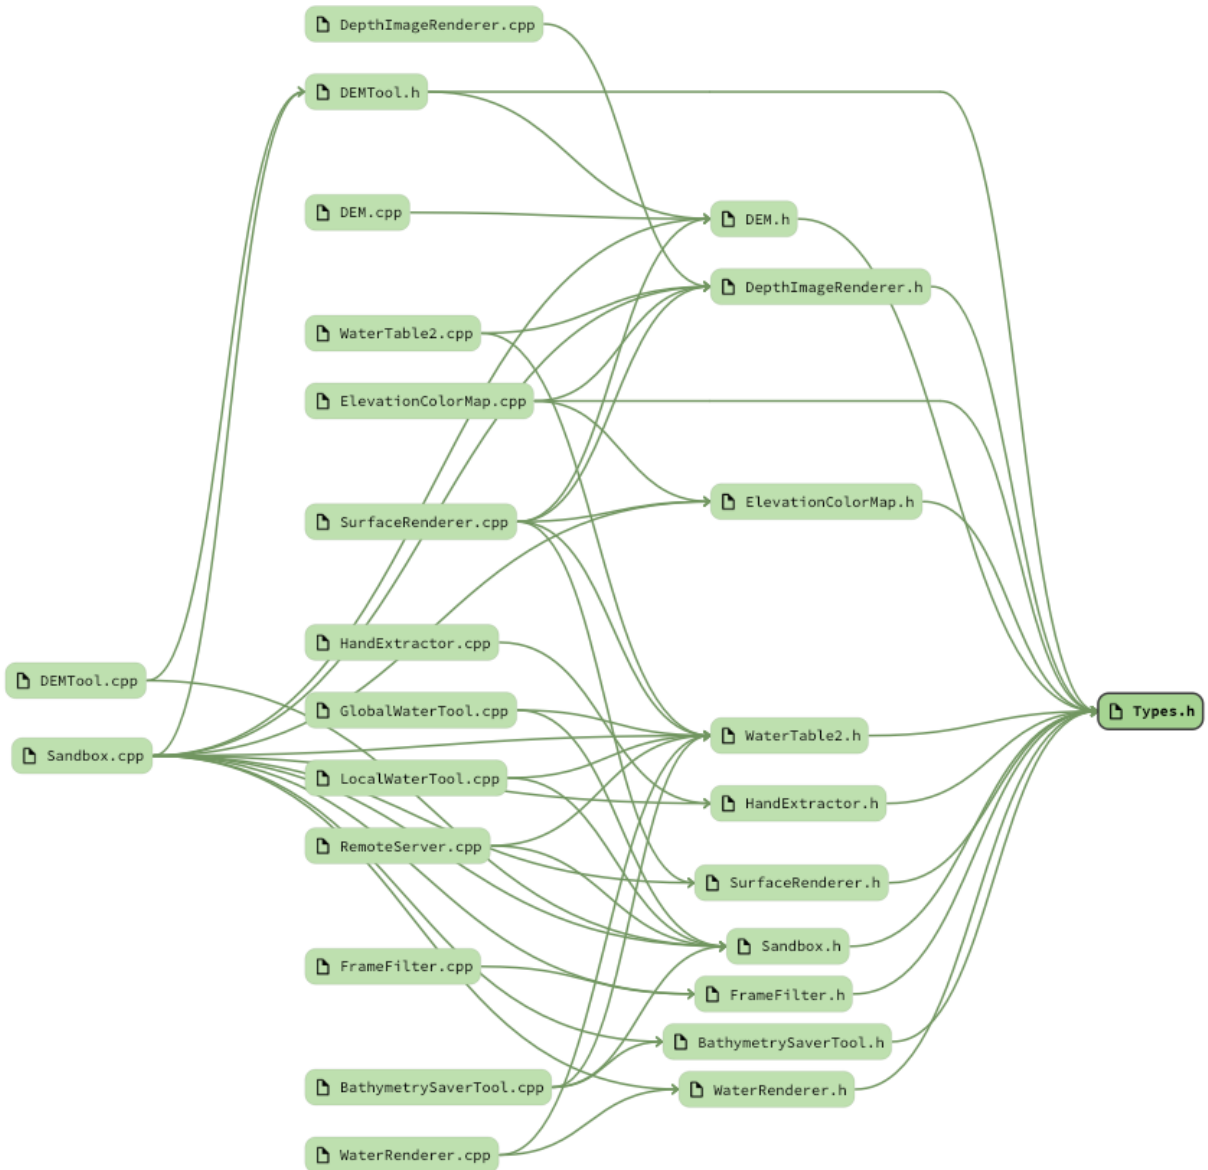 DepthImageRenderer.cpp
DEMTool.h
DEM.cpp
DEM.h
DepthImageRenderer.h
WaterTable2.cpp
ElevationColorMap.cpp
ElevationColorMap.h
SurfaceRenderer.cpp
HandExtractor.cpp
DEMTool.cpp
GlobalWaterTool.cpp
Types.h
WaterTable2.h
Sandbox.cpp
LocalWaterTool.cpp
HandExtractor.h
RemoteServer.cpp
SurfaceRenderer.h
Sandbox.h
FrameFilter.cpp
FrameFilter.h
BathymetrySaverTool.h
BathymetrySaverTool.cpp
WaterRenderer.h
WaterRenderer.cpp